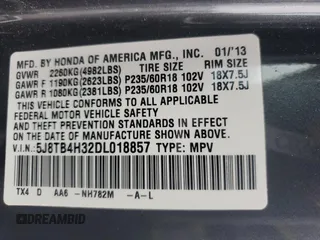 MFD. BY HONDA OF AMERICA MFG., INC. 01/'13
GVWR 2260KG(4982LBS) TIRE SIZE RIM SIZE
GAWR F 1190KG(2623LBS) P235/60R18 102V 18X7.5J
GAWR R 1080KG(2381LBS) P235/60R18 102V 18X7.5J
THIS VEHICLE CONFORMS TO ALL APPLICABLE
FEDERAL MOTOR VEHICLE SAFETY
AND THEFT PREVENTION STANDARDS IN EFFECT ON
THE DATE OF MANUFACTURE SHOWN ABOVE.
V.I.N:5J8TB4H32DL018857 TYPE: MPV
TX4 D AA6 -NH782M -A-L
DREAMBID